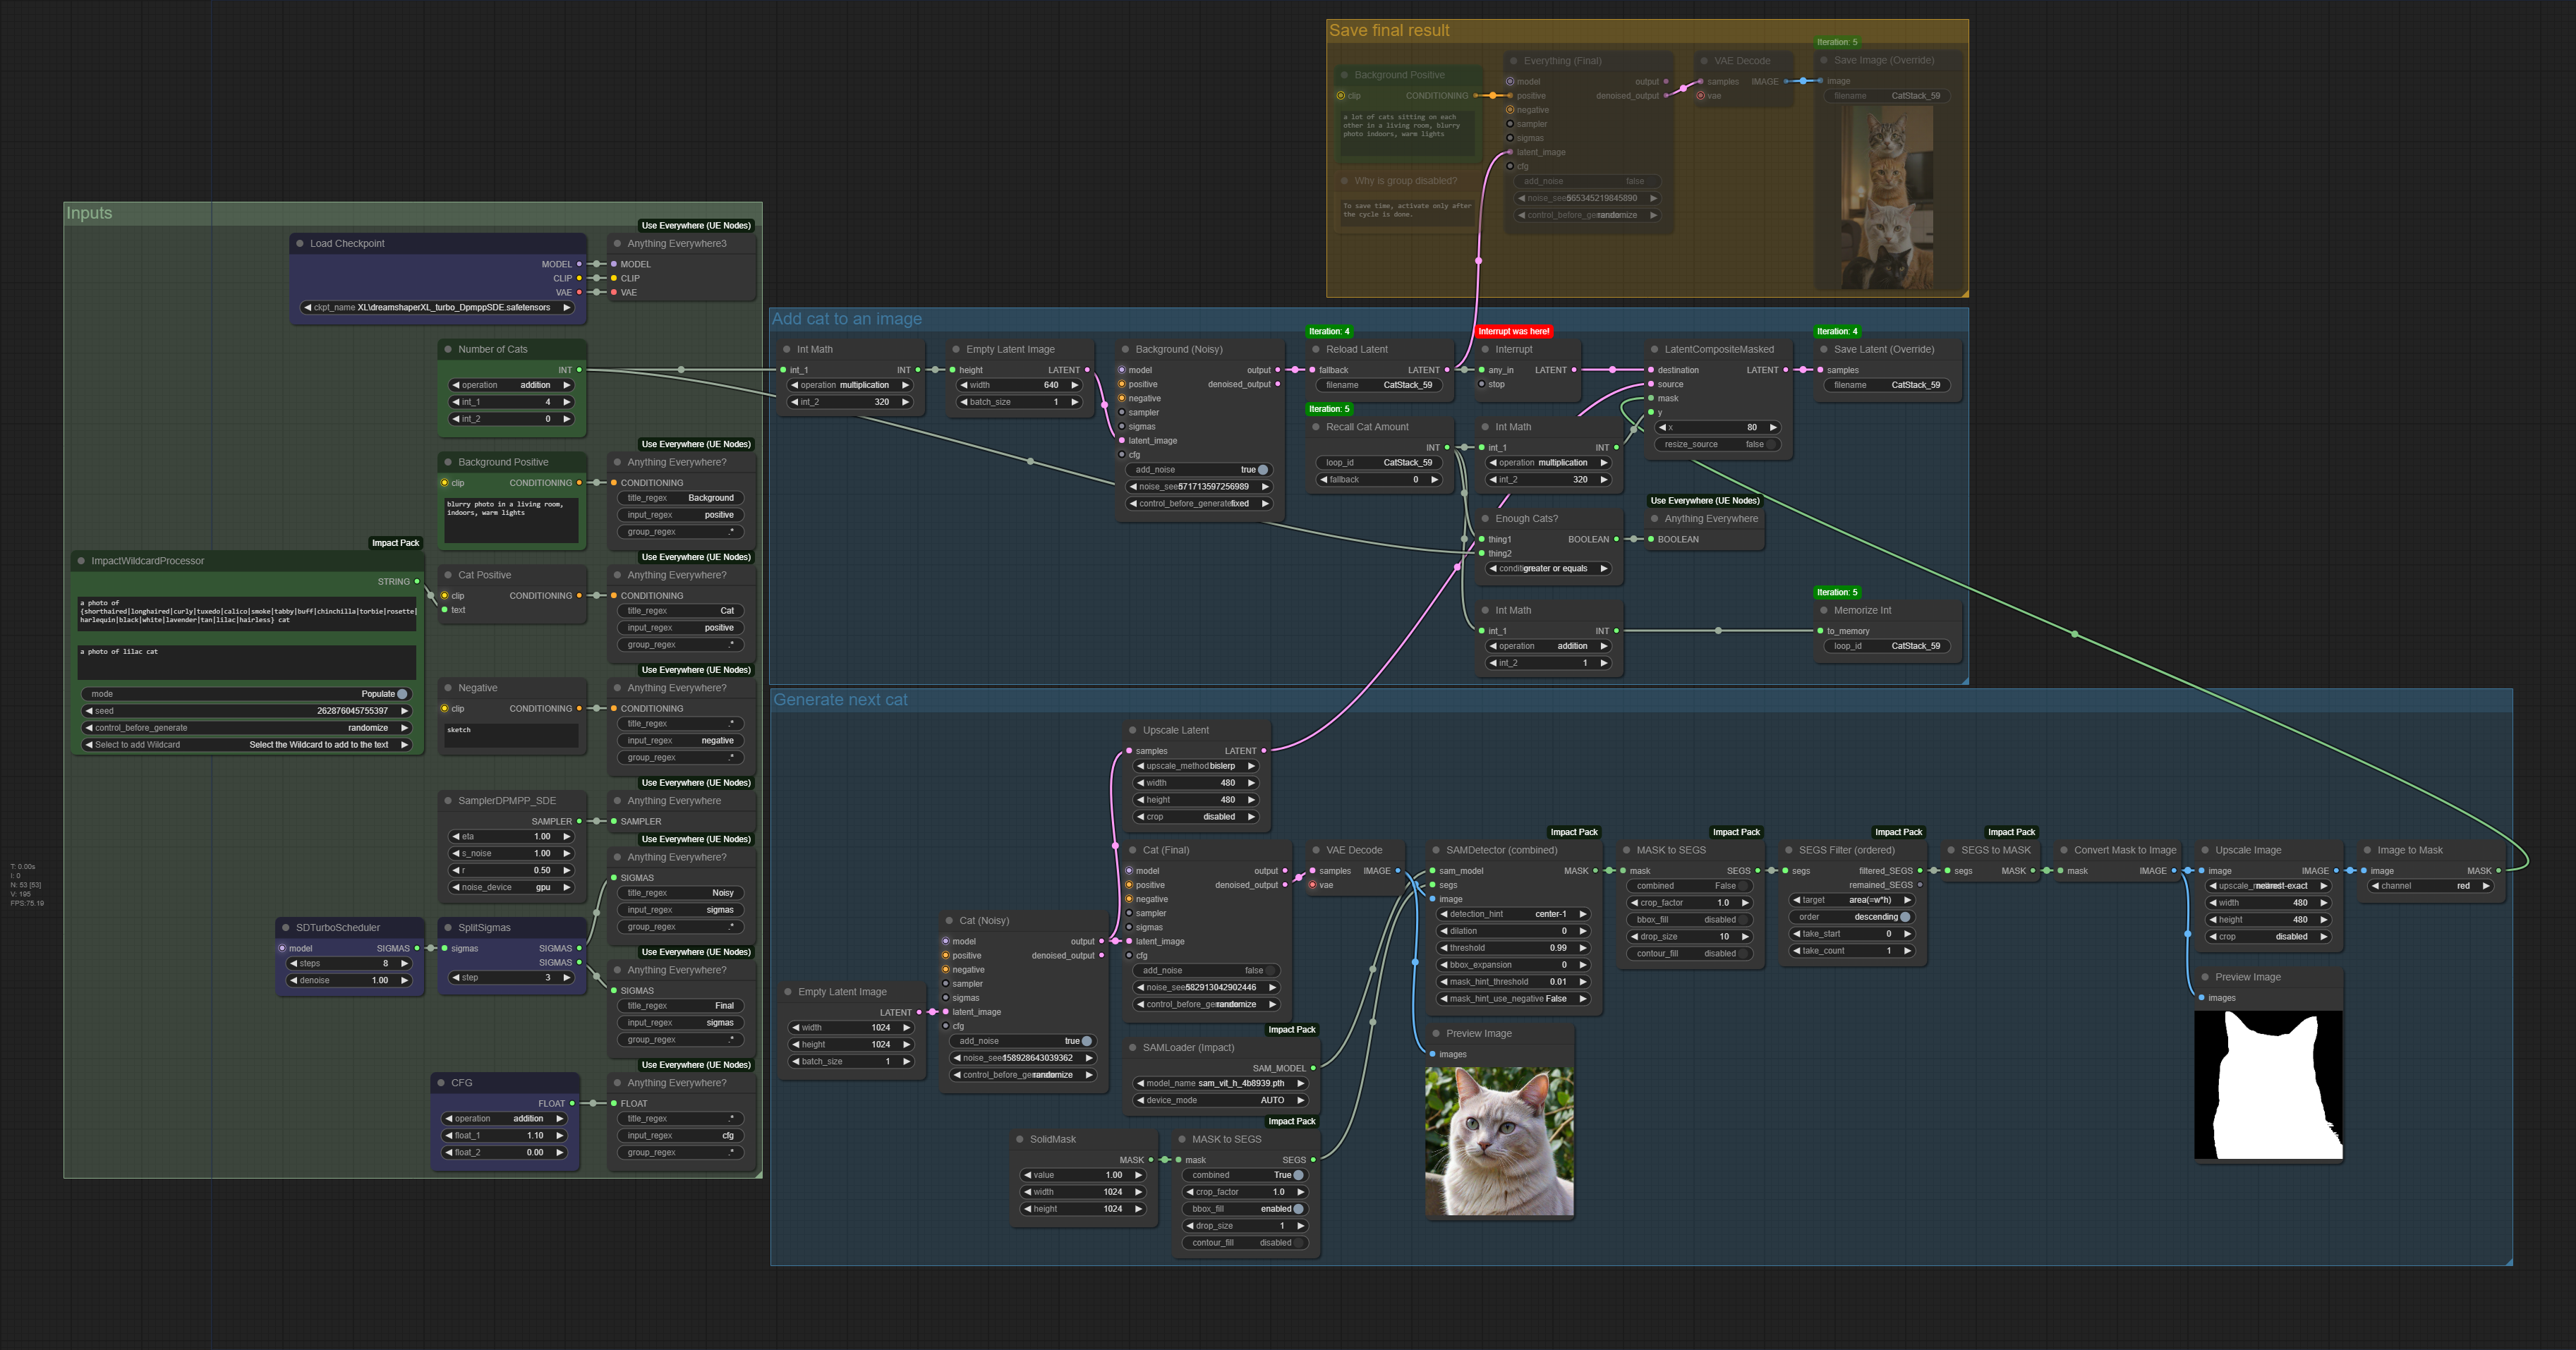 Save final result
Iteration: 5
Background Positive
clip
CONDITIONING
a lot of cats sitting on each
other in a living room, blurry
photo indoors, warm lights
Why is group disabled?
To save time, activate only after
the cycle is done.
Everything (Final)
model
output
positive
denoised_output
negative
sampler
sigmas
latent_image
cfg
add_noise false
control_before_ge randomize
VAE Decode
samples
IMAGE
vae
Save Image (Override)
image
filename CatStack_59
Inputs
Use Everywhere (UE Nodes)
Load Checkpoint
MODEL
CLIP
VAE
ckpt_name XL\dreamshaperXL_turbo_DpmppSDE.safetensors
Anything Everywhere3
MODEL
CLIP
VAE
Number of Cats
INT
operation addition
int_1 4
int_2 0
Use Everywhere (UE Nodes)
Background Positive
clip
CONDITIONING
blurry photo in a living room,
indoors, warm lights
Anything Everywhere?
CONDITIONING
title_regex Background
input_regex positive
group_regex .*
Impact Pack
ImpactWildcardProcessor
STRING
a photo of
{shorthaired|longhaired|curly|tuxedo|calico|smoke|tabby|buff|chinchilla|torbie|rosette|
harlequin|black|white|lavender|tan|lilac|hairless} cat
a photo of lilac cat
mode Populate
seed 262876045755397
control_before_generate randomize
Select to add Wildcard Select the Wildcard to add to the text
Use Everywhere (UE Nodes)
Cat Positive
clip
CONDITIONING
text
Anything Everywhere?
CONDITIONING
title_regex Cat
input_regex positive
group_regex .*
Use Everywhere (UE Nodes)
Negative
clip
CONDITIONING
sketch
Anything Everywhere?
CONDITIONING
title_regex .*
input_regex negative
group_regex .*
Use Everywhere (UE Nodes)
SamplerDPMPP_SDE
SAMPLER
eta 1.00
s_noise 1.00
r 0.50
noise_device gpu
Anything Everywhere
SAMPLER
Use Everywhere (UE Nodes)
Anything Everywhere?
SIGMAS
title_regex Noisy
input_regex sigmas
group_regex .*
SDTurboScheduler
model
SIGMAS
steps 8
denoise 1.00
SplitSigmas
sigmas
SIGMAS
SIGMAS
step 3
Use Everywhere (UE Nodes)
Anything Everywhere?
SIGMAS
title_regex Final
input_regex sigmas
group_regex .*
Use Everywhere (UE Nodes)
CFG
FLOAT
operation addition
float_1 1.10
float_2 0.00
Anything Everywhere?
FLOAT
title_regex .*
input_regex cfg
group_regex .*
T: 0.00s
I: 0
N: 53 [53]
V: 195
FPS:75.19
Add cat to an image
Int Math
int_1
INT
operation multiplication
int_2 320
Empty Latent Image
height
LATENT
width 640
batch_size 1
Background (Noisy)
model
output
positive
denoised_output
negative
sampler
sigmas
latent_image
cfg
add_noise true
control_before_generate fixed
Iteration: 4
Reload Latent
fallback
LATENT
filename CatStack_59
Iteration: 5
Recall Cat Amount
INT
loop_id CatStack_59
fallback 0
Interrupt was here!
Interrupt
any_in
LATENT
stop
Int Math
int_1
INT
operation multiplication
int_2 320
LatentCompositeMasked
destination
LATENT
source
mask
y
x 80
resize_source false
Iteration: 4
Save Latent (Override)
samples
filename CatStack_59
Enough Cats?
thing1
BOOLEAN
thing2
greater or equals
Use Everywhere (UE Nodes)
Anything Everywhere
BOOLEAN
Int Math
int_1
INT
operation addition
int_2 1
Iteration: 5
Memorize Int
to_memory
loop_id CatStack_59
Generate next cat
Upscale Latent
samples
LATENT
upscale_method bislerp
width 480
height 480
crop disabled
Empty Latent Image
LATENT
width 1024
height 1024
batch_size 1
Cat (Noisy)
model
output
positive
denoised_output
negative
sampler
sigmas
latent_image
cfg
add_noise true
control_before_ge randomize
Cat (Final)
model
output
positive
denoised_output
negative
sampler
sigmas
latent_image
cfg
add_noise false
control_before_ge randomize
VAE Decode
samples
IMAGE
vae
Impact Pack
SAMLoader (Impact)
SAM_MODEL
model_name sam_vit_h_4b8939.pth
device_mode AUTO
SolidMask
MASK
value 1.00
width 1024
height 1024
Impact Pack
MASK to SEGS
mask
SEGS
combined True
crop_factor 1.0
bbox_fill enabled
drop_size 1
contour_fill disabled
Impact Pack
SAMDetector (combined)
sam_model
MASK
segs
image
detection_hint center-1
dilation 0
threshold 0.99
bbox_expansion 0
mask_hint_threshold 0.01
mask_hint_use_negative False
Preview Image
images
Impact Pack
MASK to SEGS
mask
SEGS
combined False
crop_factor 1.0
bbox_fill disabled
drop_size 10
contour_fill disabled
Impact Pack
SEGS Filter (ordered)
segs
filtered_SEGS
remained_SEGS
target area(=w*h)
order descending
take_start 0
take_count 1
Impact Pack
SEGS to MASK
segs
MASK
Convert Mask to Image
mask
IMAGE
Upscale Image
image
IMAGE
nearest-exact
width 480
height 480
crop disabled
Preview Image
images
Image to Mask
image
MASK
channel red